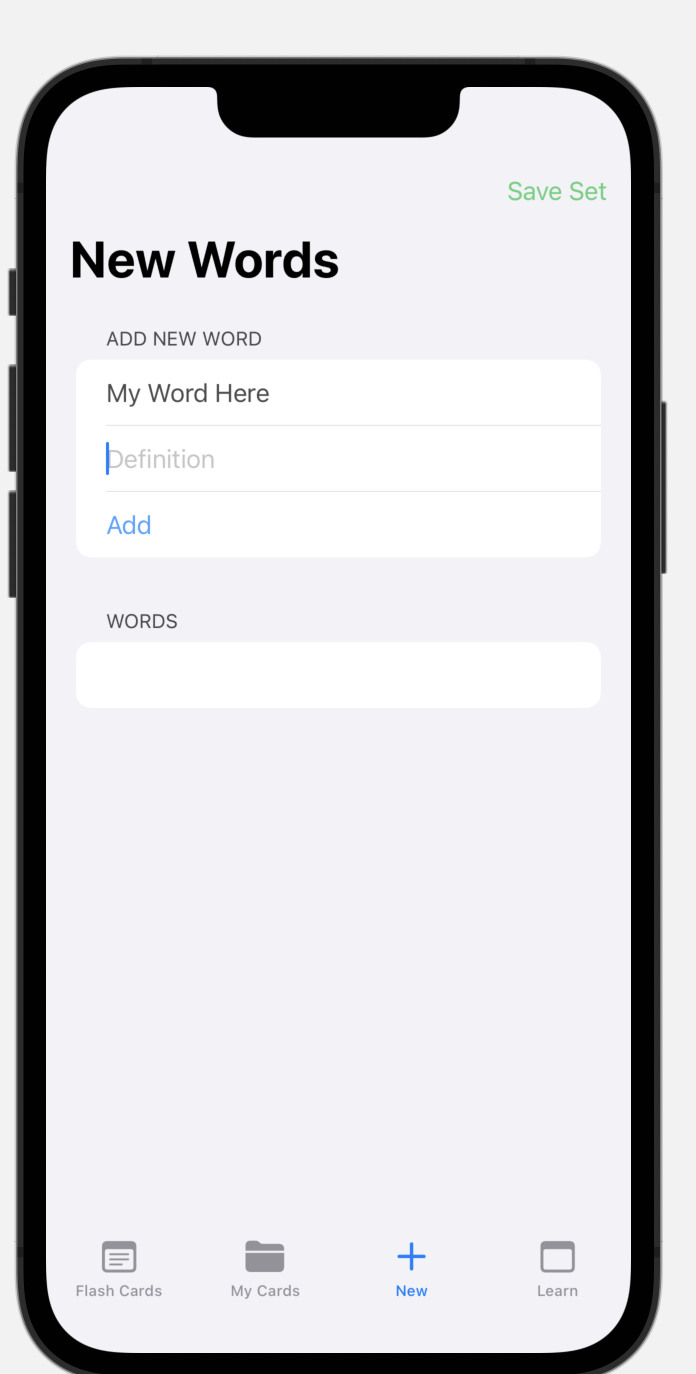 Save Set
New Words
ADD NEW WORD
My Word Here
Definition
Add
WORDS
Flash Cards
My Cards
New
Learn